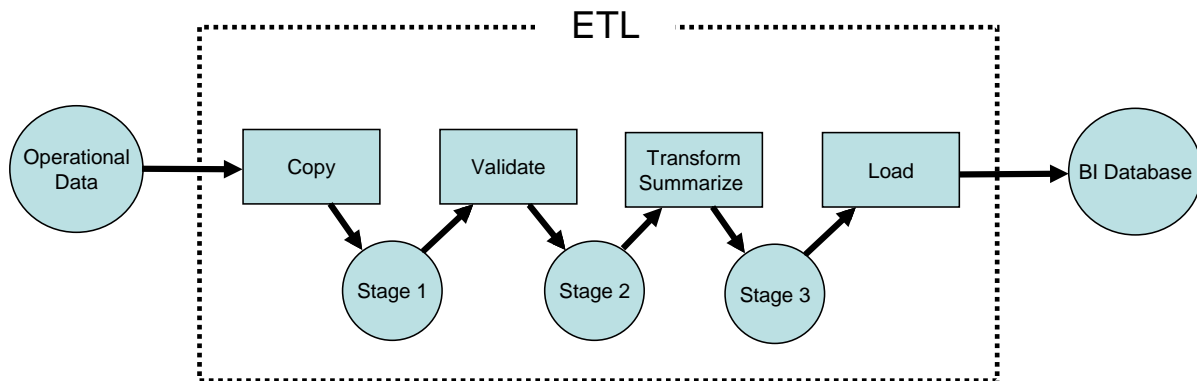 ETL
Operational
Data
Copy
Validate
Transform
Summarize
Load
BI Database
Stage 1
Stage 2
Stage 3